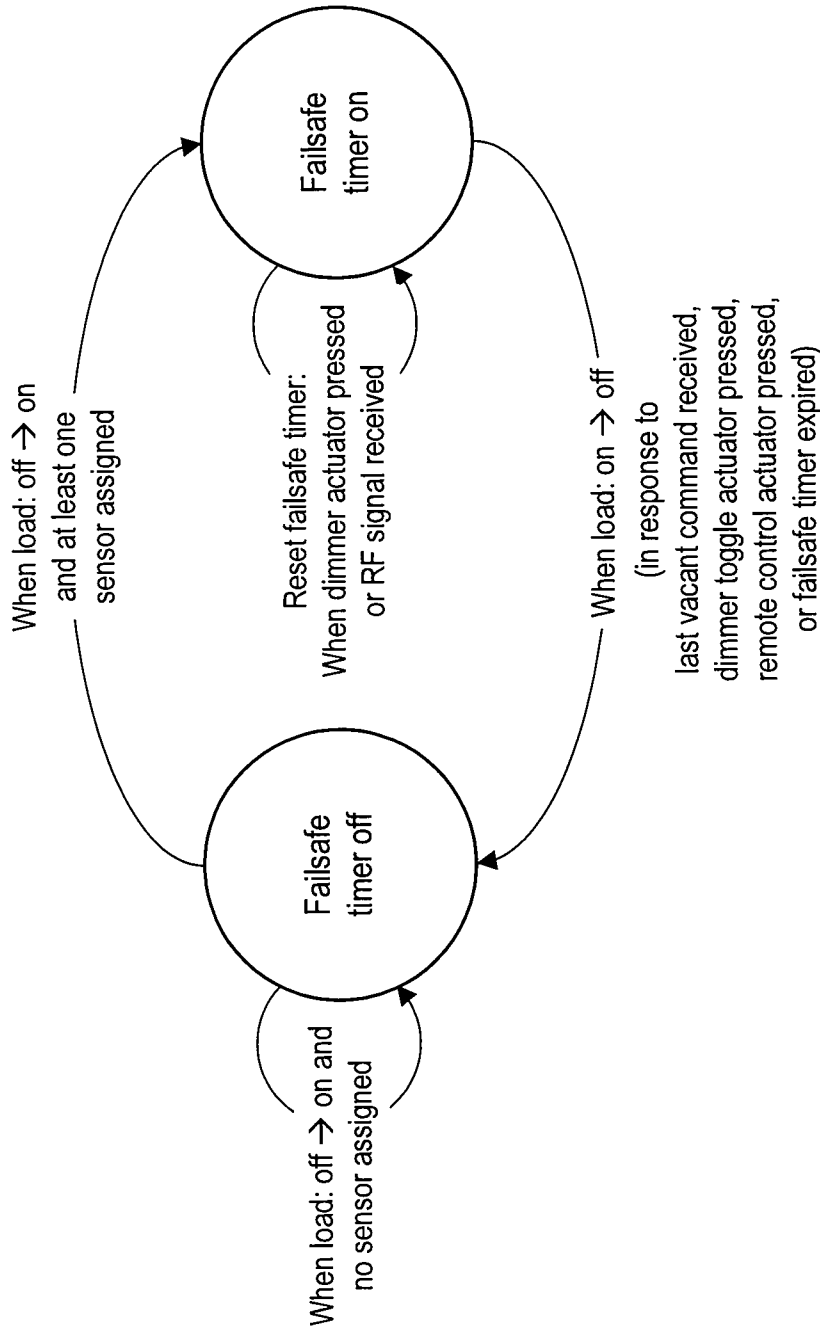 When load: off → on
and at least one
sensor assigned
When load: off → on and
no sensor assigned
Failsafe
timer off
Reset failsafe timer:
When dimmer actuator pressed
or RF signal received
Failsafe
timer on
When load: on → off
(in response to
last vacant command received,
dimmer toggle actuator pressed,
remote control actuator pressed,
or failsafe timer expired)